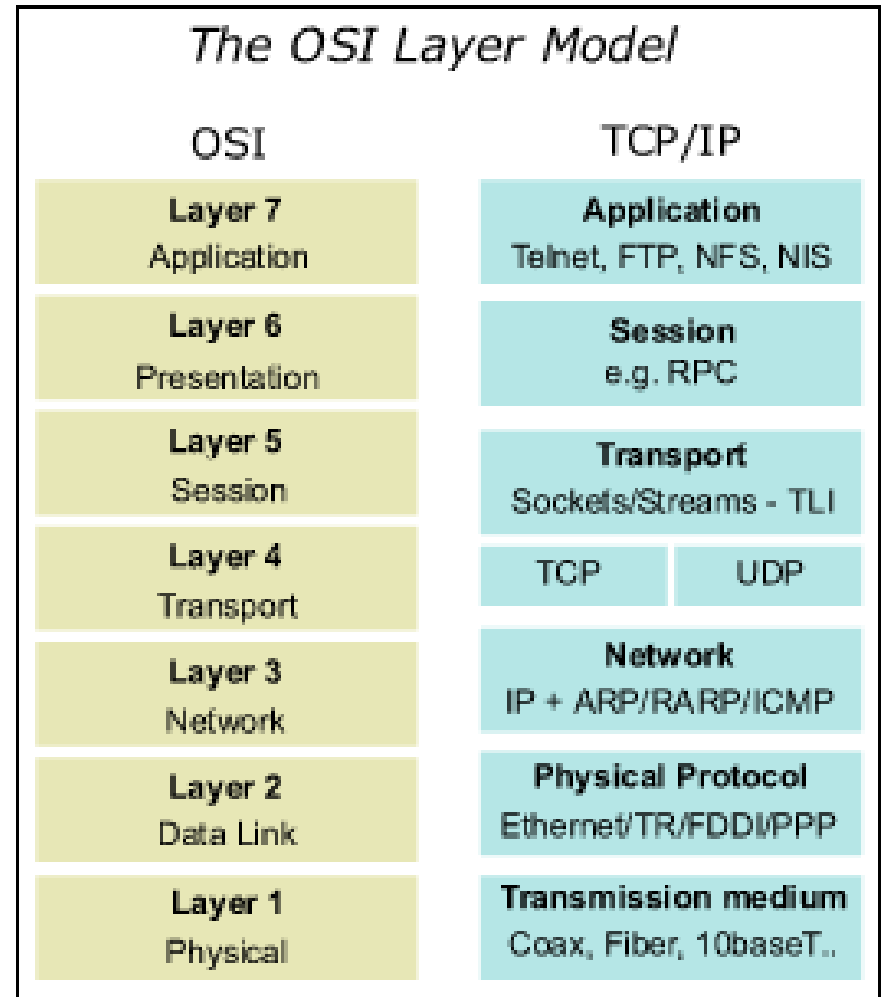 The OSI Layer Model
OSI
Layer 7
Application
Layer 6
Presentation
Layer 5
Session
Layer 4
Transport
Layer 3
Network
Layer 2
Data Link
Layer 1
Physical
TCP/IP
Application
Telnet, FTP, NFS, NIS
Session
e.g. RPC
Transport
Sockets/Streams - TLI
TCP
UDP
Network
IP + ARP/RARP/ICMP
Physical Protocol
Ethernet/TR/FDDI/PPP
Transmission medium
Coax, Fiber, 10baseT..